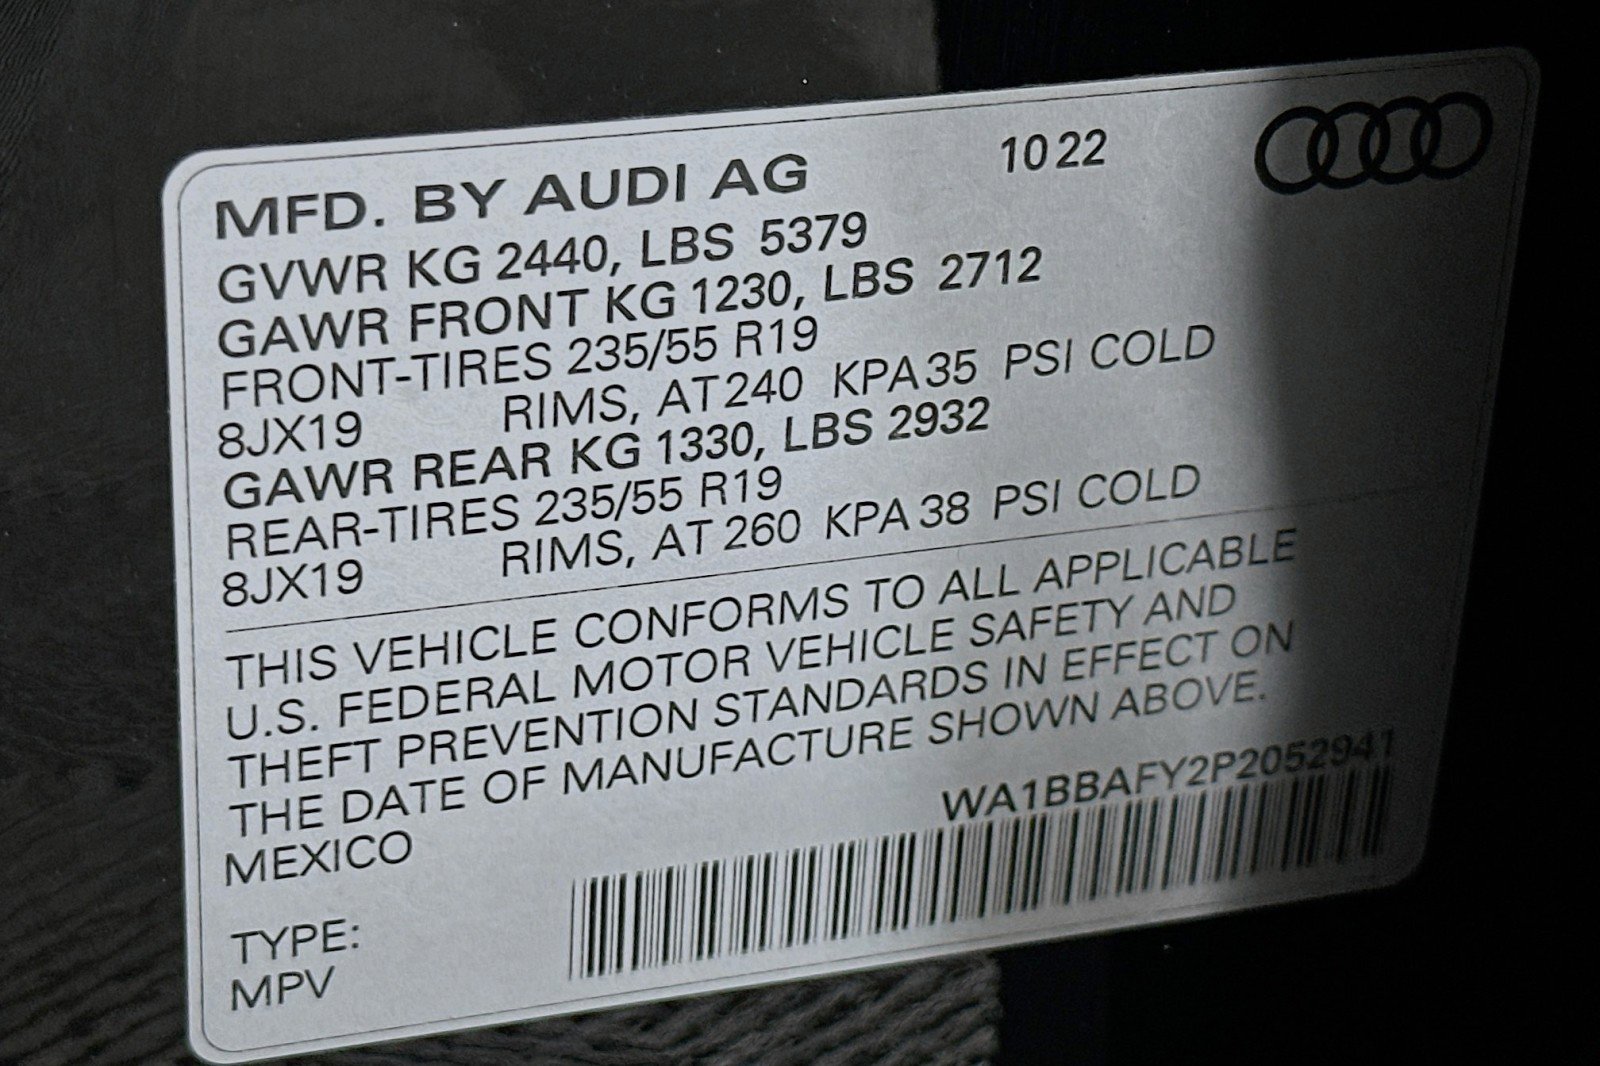 MFD. BY AUDI AG 10 22
GVWR KG 2440, LBS 5379
GAWR FRONT KG 1230, LBS 2712
FRONT-TIRES 235/55 R19
8JX19 RIMS, AT 240 KPA 35 PSI COLD
GAWR REAR KG 1330, LBS 2932
REAR-TIRES 235/55 R19
8JX19 RIMS, AT 260 KPA 38 PSI COLD
THIS VEHICLE CONFORMS TO ALL APPLICABLE
U.S. FEDERAL MOTOR VEHICLE SAFETY AND
THEFT PREVENTION STANDARDS IN EFFECT ON
THE DATE OF MANUFACTURE SHOWN ABOVE.
MEXICO
WA1BBAFY2P2052941
TYPE:
MPV